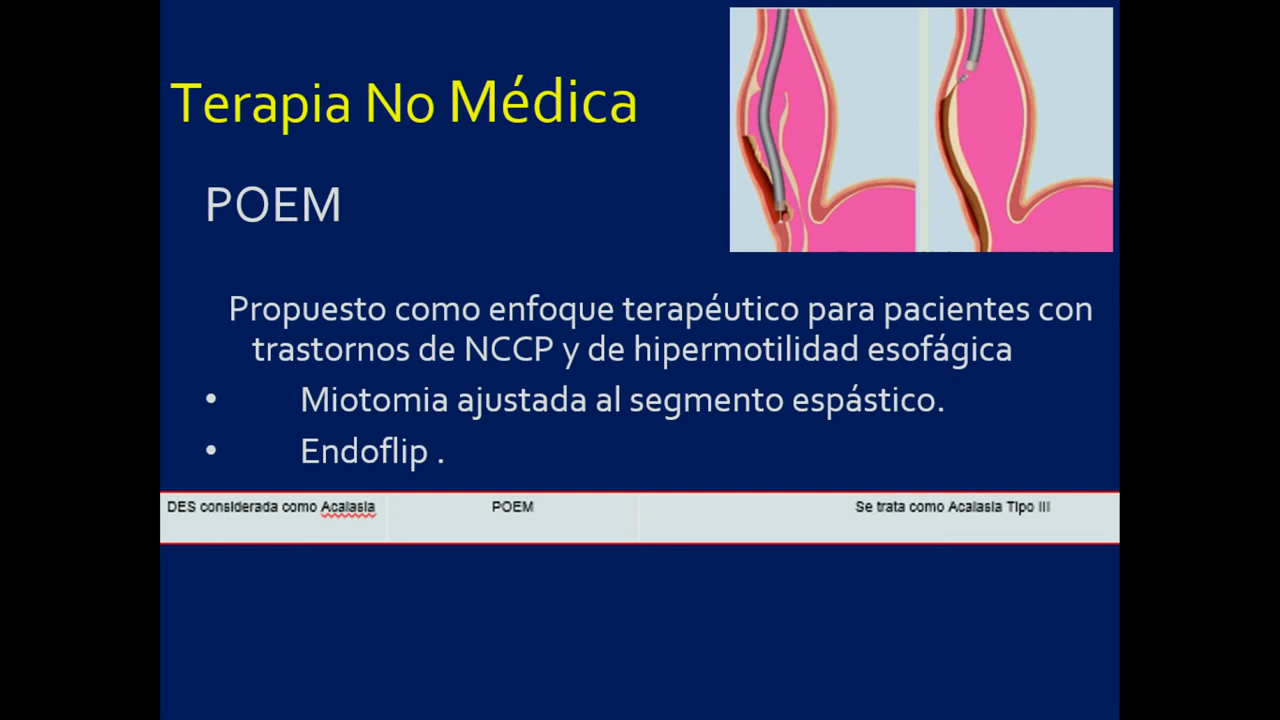 Terapia No Médica
POEM
Propuesto como enfoque terapéutico para pacientes con
trastornos de NCCP y de hipermotilidad esofágica
• Miotomia ajustada al segmento espástico.
• Endoflip .
DES considerada como Acalasia POEM Se trata como Acalasia Tipo III